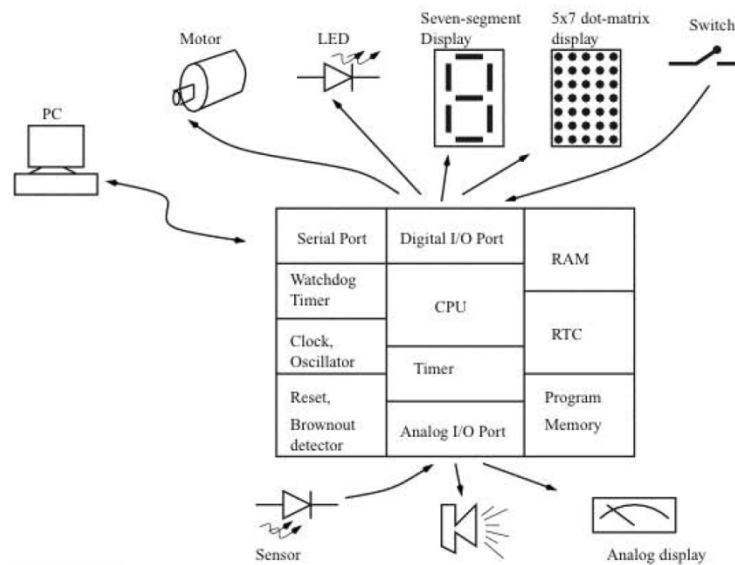 Seven-segment
Display
5x7 dot-matrix
display
Switch
Motor
LED
PC
Serial Port
Digital I/O Port
RAM
Watchdog
Timer
CPU
RTC
Clock,
Oscillator
Timer
Reset,
Brownout
detector
Program
Memory
Analog I/O Port
Sensor
Analog display